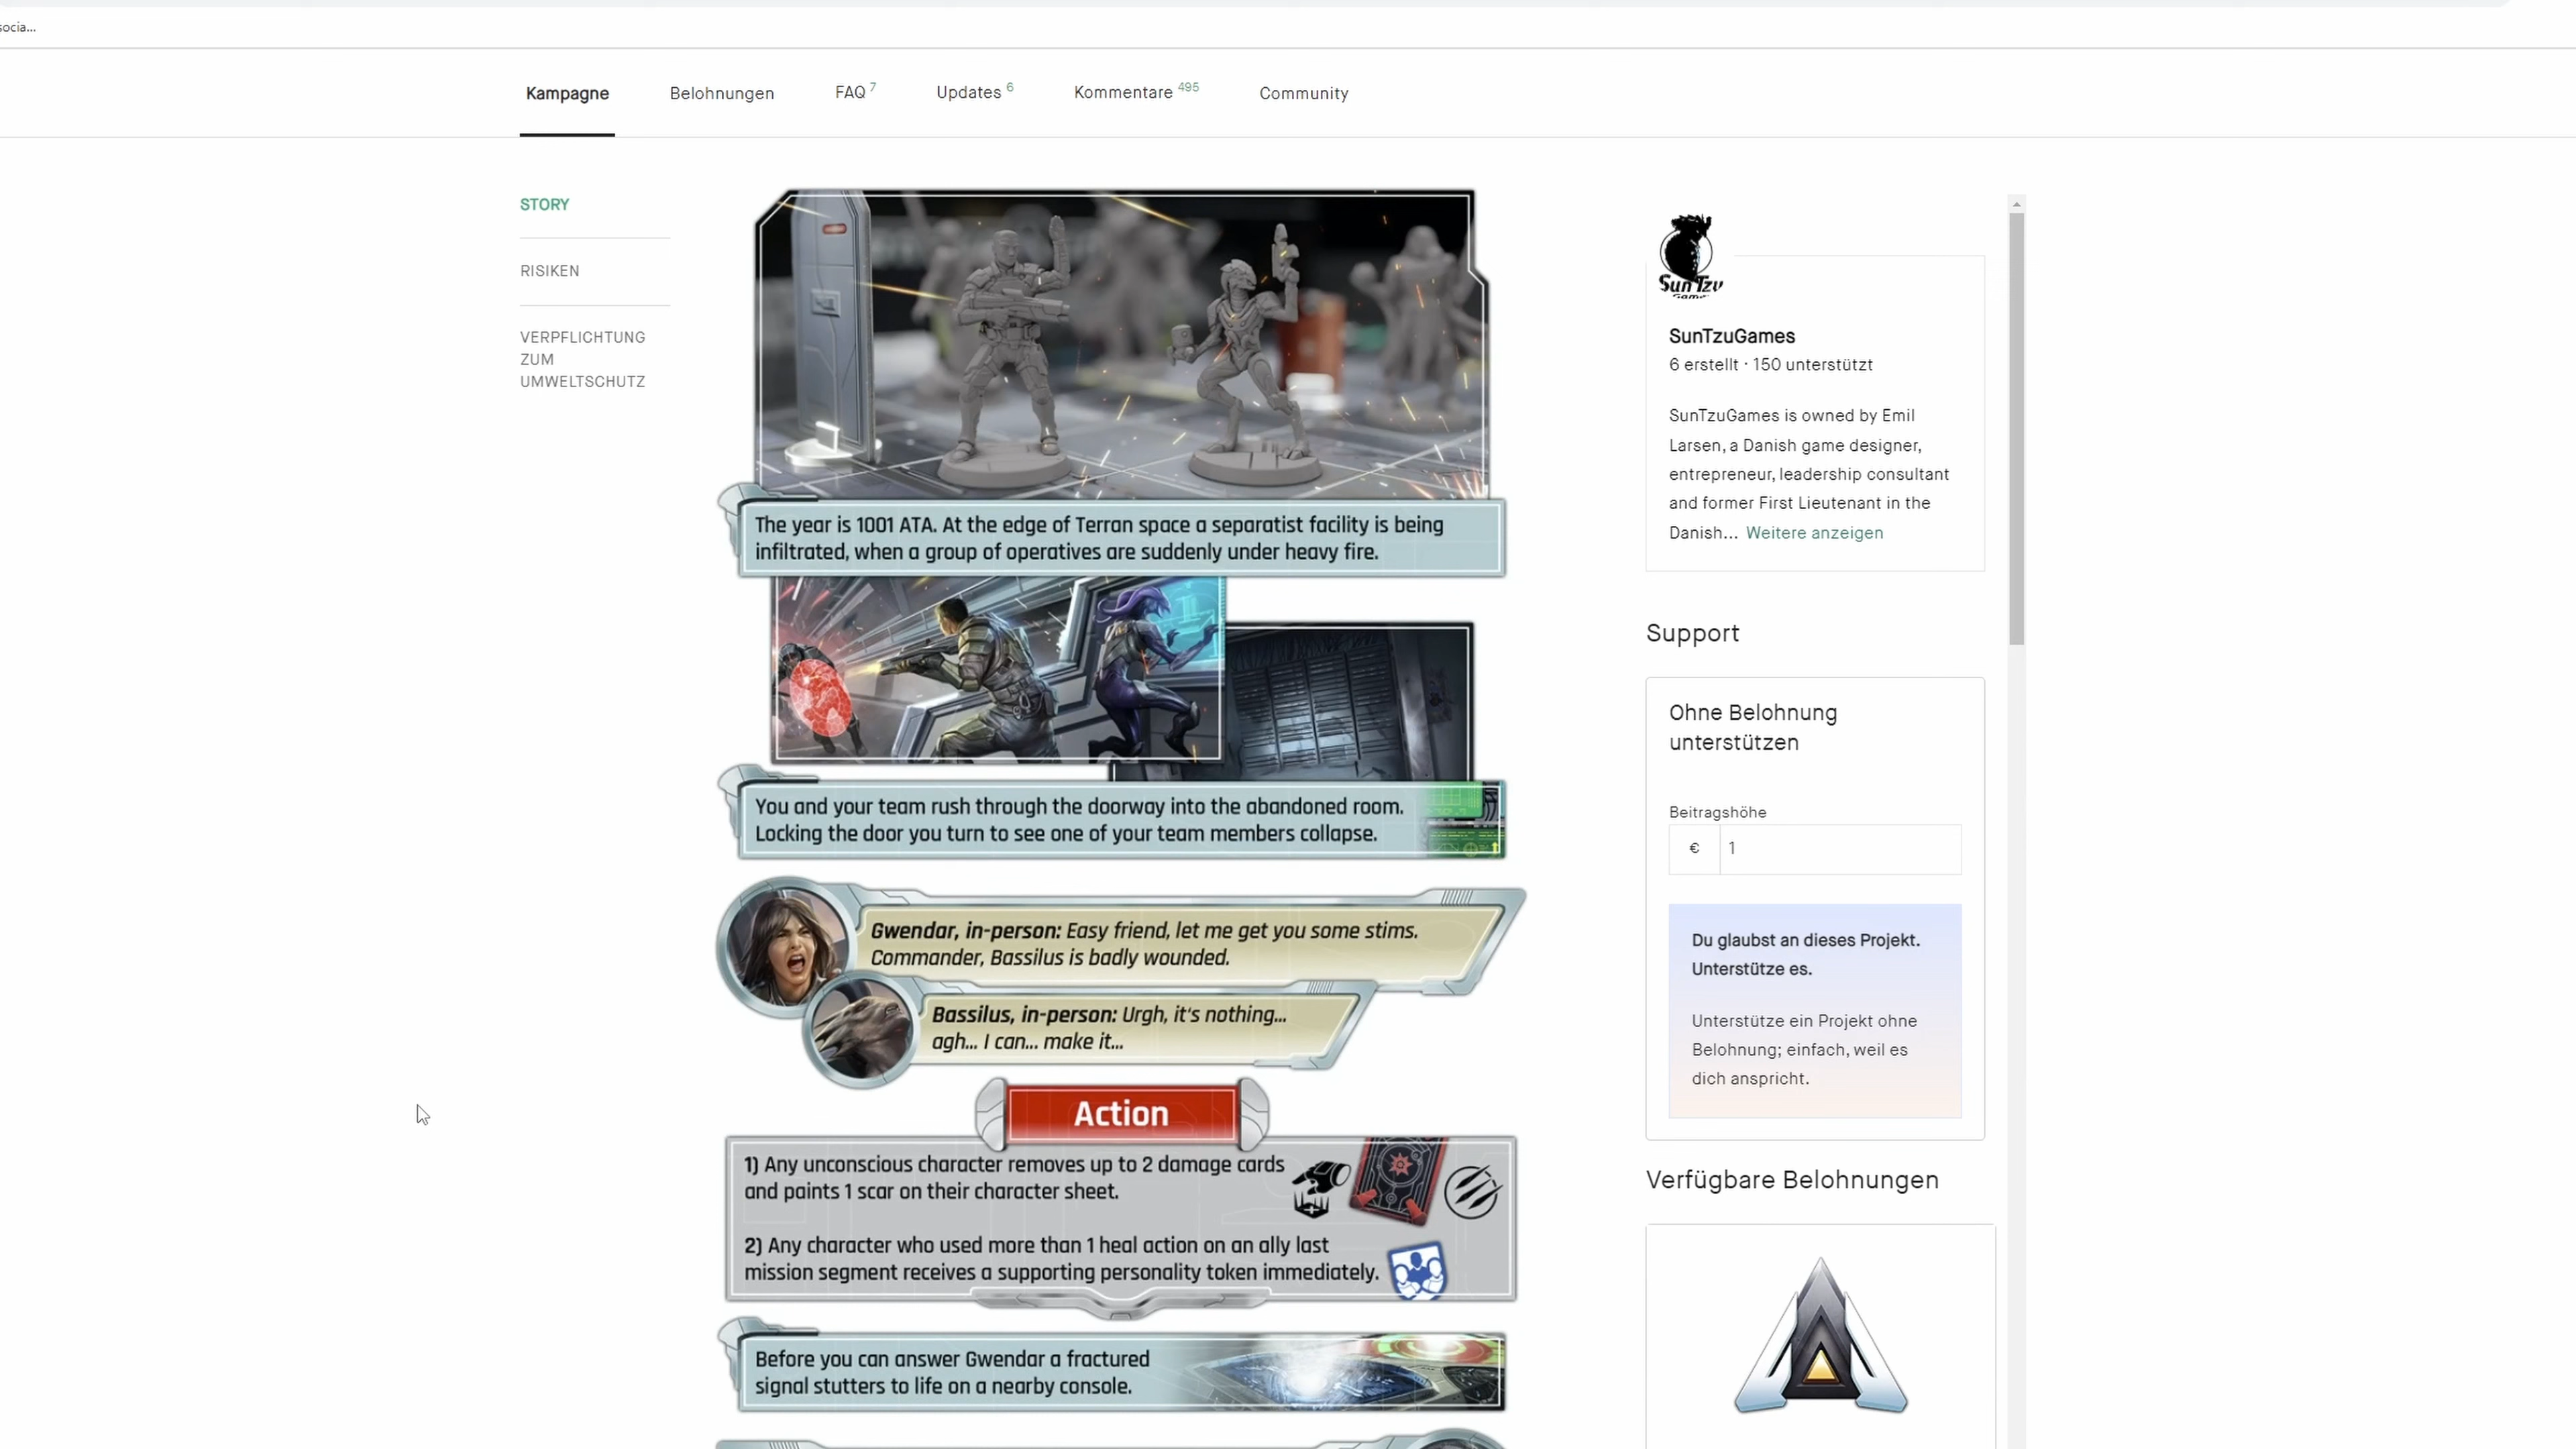 socia...
Kampagne
Belohnungen
FAQ 7
Updates 6
Kommentare 495
Community
STORY
RISIKEN
VERPFLICHTUNG
ZUM
UMWELTSCHUTZ
The year is 1001 ATA. At the edge of Terran space a separatist facility is being
infiltrated, when a group of operatives are suddenly under heavy fire.
You and your team rush through the doorway into the abandoned room.
Locking the door you turn to see one of your team members collapse.
Gwendar, in-person: Easy friend, let me get you some stims.
Commander, Bassilus is badly wounded.
Bassilus, in-person: Urgh, it's nothing...
agh... I can... make it...
Action
1) Any unconscious character removes up to 2 damage cards
and paints 1 scar on their character sheet.
2) Any character who used more than 1 heal action on an ally last
mission segment receives a supporting personality token immediately.
Before you can answer Gwendar a fractured
signal stutters to life on a nearby console.
Sun Tzu
Games
SunTzuGames
6 erstellt · 150 unterstützt
SunTzuGames is owned by Emil
Larsen, a Danish game designer,
entrepreneur, leadership consultant
and former First Lieutenant in the
Danish... Weitere anzeigen
Support
Ohne Belohnung
unterstützen
Beitragshöhe
€ 1
Du glaubst an dieses Projekt.
Unterstütze es.
Unterstütze ein Projekt ohne
Belohnung; einfach, weil es
dich anspricht.
Verfügbare Belohnungen